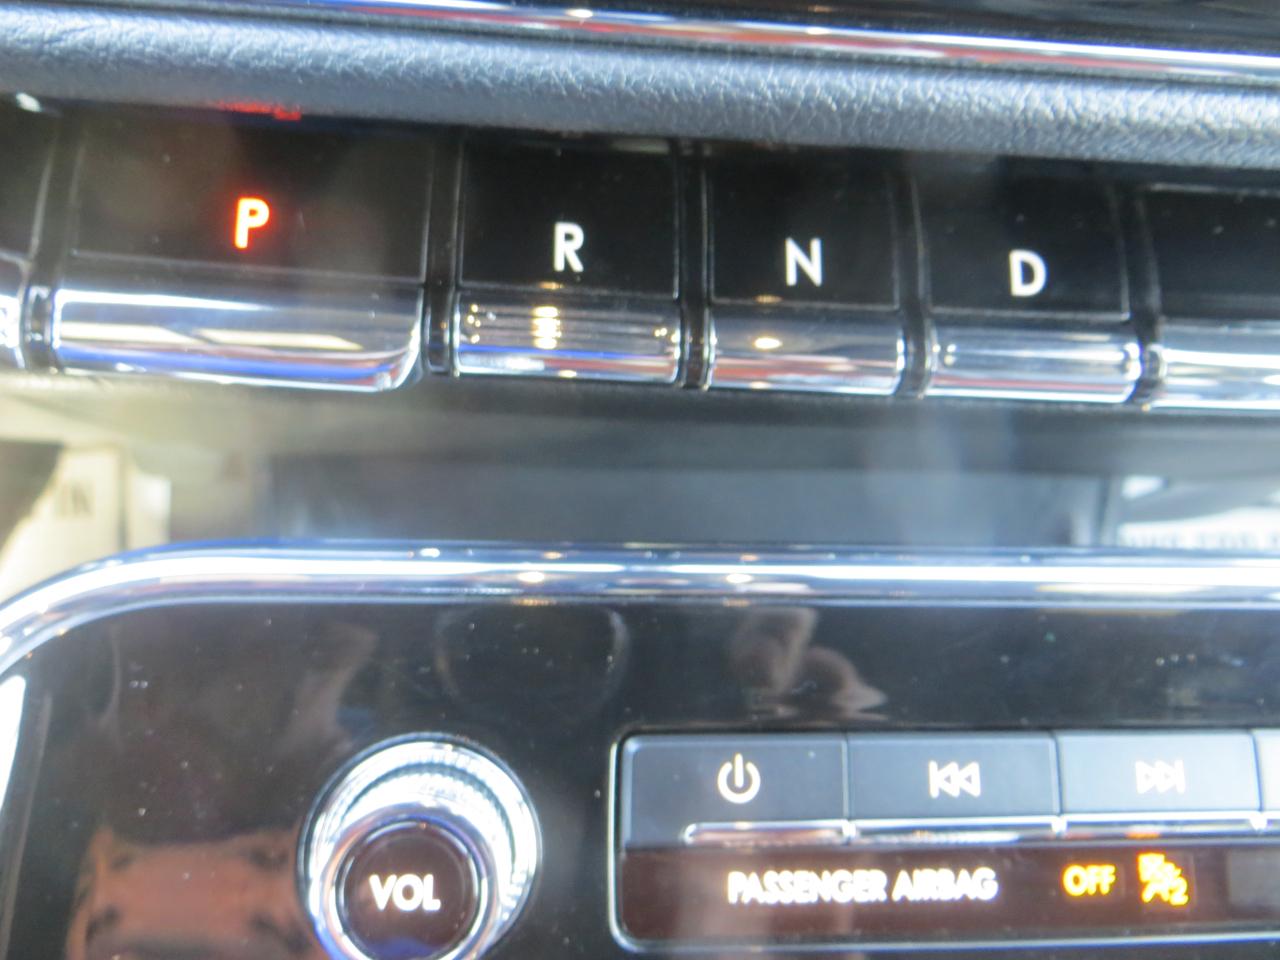 P R N D
VOL
PASSENGER AIRBAG OFF